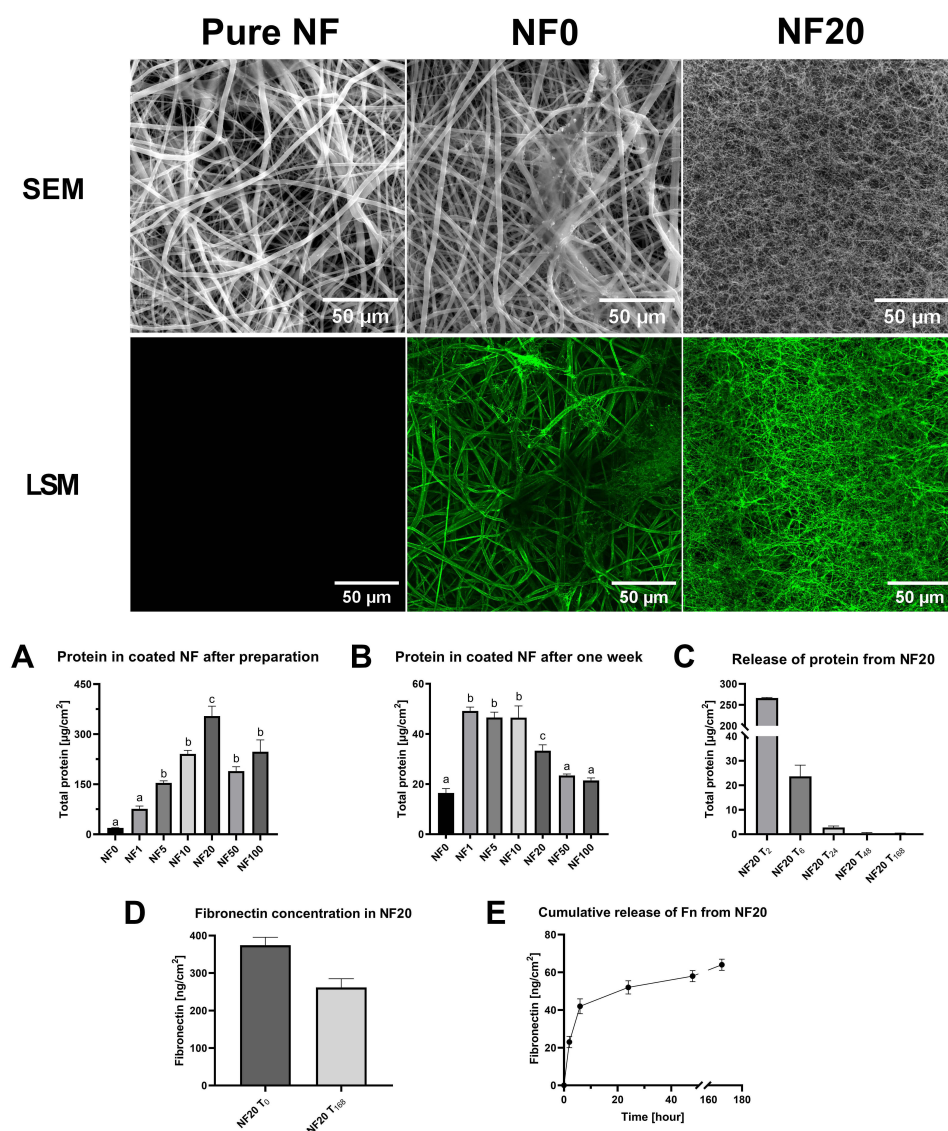 Pure NF NF0 NF20
SEM
50 µm 50 µm 50 µm
LSM
50 µm 50 µm 50 µm
A Protein in coated NF after preparation
Total protein [µg/cm²]
450
300
150
0
a a b b c b b
NF0 NF1 NF5 NF10 NF20 NF50 NF100
B Protein in coated NF after one week
Total protein [µg/cm²]
60
40
20
0
a b b b c a a
NF0 NF1 NF5 NF10 NF20 NF50 NF100
C Release of protein from NF20
Total protein [µg/cm²]
300
250
200
40
30
20
10
0
NF20 T₂ NF20 T₆ NF20 T₂₄ NF20 T₄₈ NF20 T₁₆₈
D Fibronectin concentration in NF20
Fibronectin [ng/cm²]
400
300
200
100
0
NF20 T₀ NF20 T₁₆₈
E Cumulative release of Fn from NF20
Fibronectin [ng/cm²]
80
60
40
20
0
0 20 40 160 180
Time [hour]